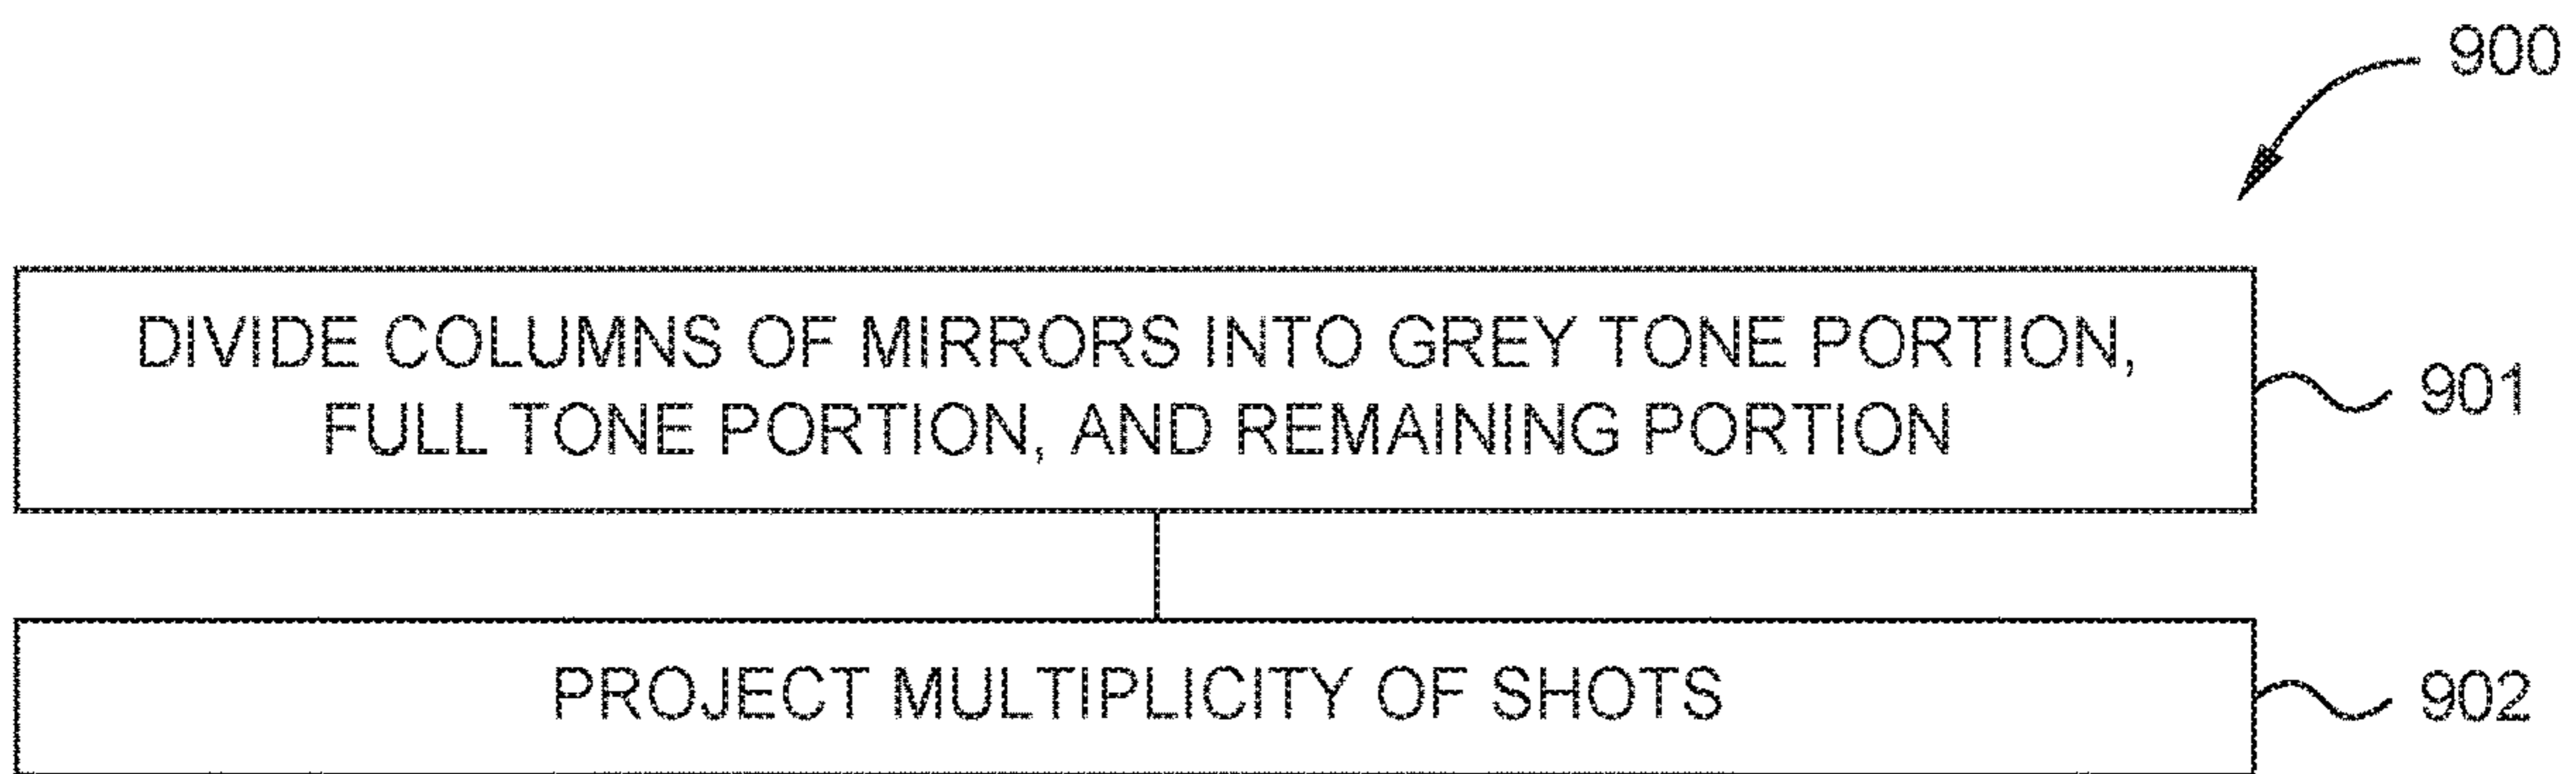 900
DIVIDE COLUMNS OF MIRRORS INTO GREY TONE PORTION,
FULL TONE PORTION, AND REMAINING PORTION
901
PROJECT MULTIPLICITY OF SHOTS
902